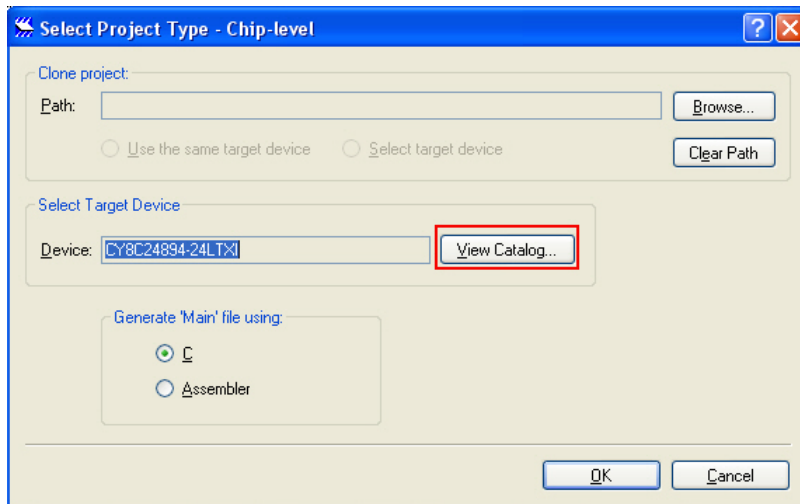 Select Project Type - Chip-level
Clone project:
Path:
Browse...
Use the same target device
Select target device
Clear Path
Select Target Device
Device: CY8C24894-24LTXI
View Catalog...
Generate 'Main' file using:
C
Assembler
OK
Cancel